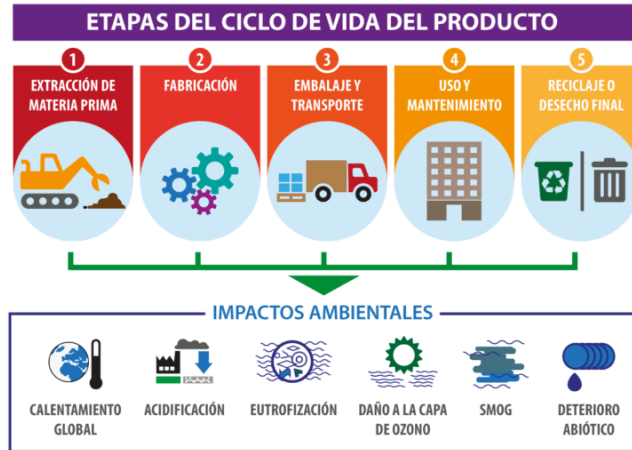 ETAPAS DEL CICLO DE VIDA DEL PRODUCTO
1
EXTRACCIÓN DE
MATERIA PRIMA
2
FABRICACIÓN
3
EMBALAJE Y
TRANSPORTE
4
USO Y
MANTENIMIENTO
5
RECICLAJE O
DESECHO FINAL
IMPACTOS AMBIENTALES
CALENTAMIENTO
GLOBAL
ACIDIFICACIÓN
EUTROFIZACIÓN
DAÑO A LA CAPA
DE OZONO
SMOG
DETERIORO
ABIÓTICO